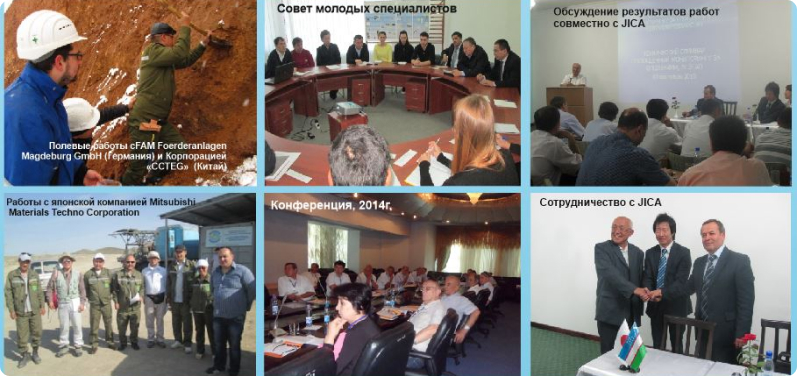 Полевые работы cFAM Foerderanlagen
Magdeburg GmbH (Германия) и Корпорацией
«CCTEG» (Китай)
Совет молодых специалистов
Обсуждение результатов работ
совместно с JICA
Работы с японской компанией Mitsubishi
Materials Techno Corporation
Конференция, 2014г,
Сотрудничество с JICA